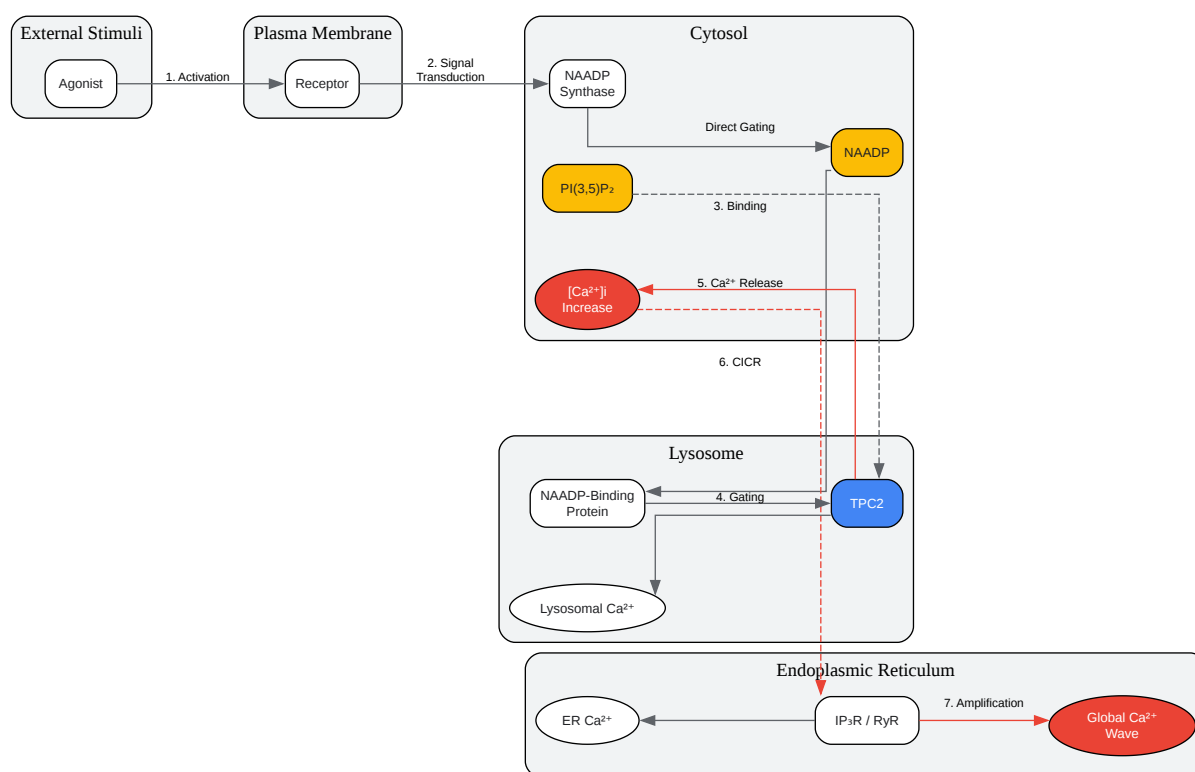 External Stimuli
Plasma Membrane
Cytosol
Agonist
1. Activation
Receptor
2. Signal
Transduction
NAADP
Synthase
Direct Gating
NAADP
PI(3,5)P₂
3. Binding
5. Ca²⁺ Release
[Ca²⁺]i
Increase
6. CICR
Lysosome
NAADP-Binding
Protein
4. Gating
TPC2
Lysosomal Ca²⁺
Endoplasmic Reticulum
ER Ca²⁺
IP₃R / RyR
7. Amplification
Global Ca²⁺
Wave